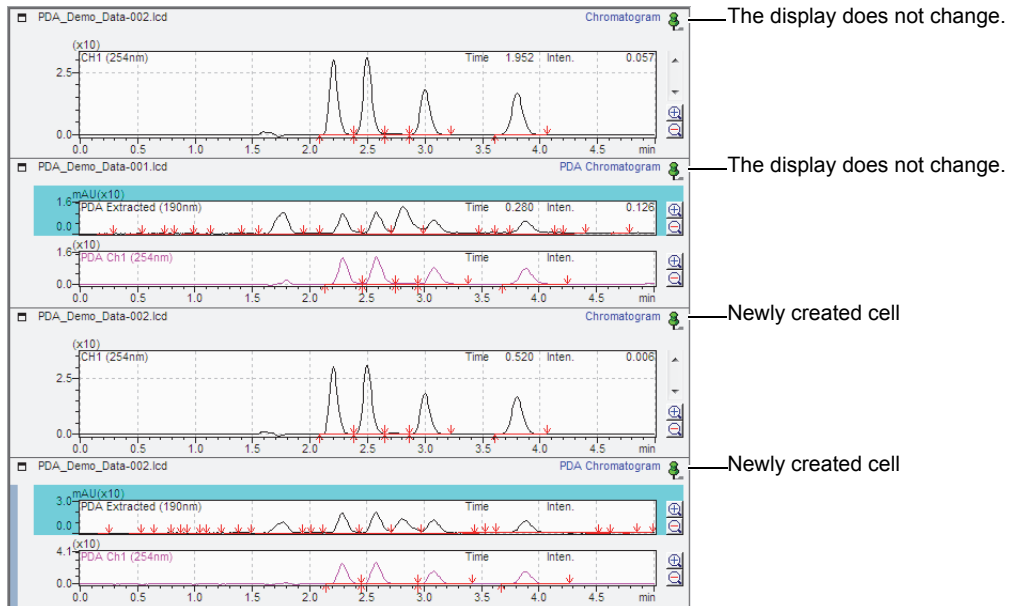 PDA_Demo_Data-002.lcd Chromatogram The display does not change.
(x10)
CH1 (254nm) Time 1.952 Inten. 0.057
2.5
0.0
0.0 0.5 1.0 1.5 2.0 2.5 3.0 3.5 4.0 4.5 min
PDA_Demo_Data-001.lcd PDA Chromatogram The display does not change.
mAU(x10)
1.6 PDA Extracted (190nm) Time 0.280 Inten. 0.126
0.0
(x10)
1.6 PDA Ch1 (254nm)
0.0
0.0 0.5 1.0 1.5 2.0 2.5 3.0 3.5 4.0 4.5 min
PDA_Demo_Data-002.lcd Chromatogram Newly created cell
(x10)
CH1 (254nm) Time 0.520 Inten. 0.006
2.5
0.0
0.0 0.5 1.0 1.5 2.0 2.5 3.0 3.5 4.0 4.5 min
PDA_Demo_Data-002.lcd PDA Chromatogram Newly created cell
mAU(x10)
3.0 PDA Extracted (190nm) Time Inten.
0.0
(x10)
4.1 PDA Ch1 (254nm) Time Inten.
0.0
0.0 0.5 1.0 1.5 2.0 2.5 3.0 3.5 4.0 4.5 min